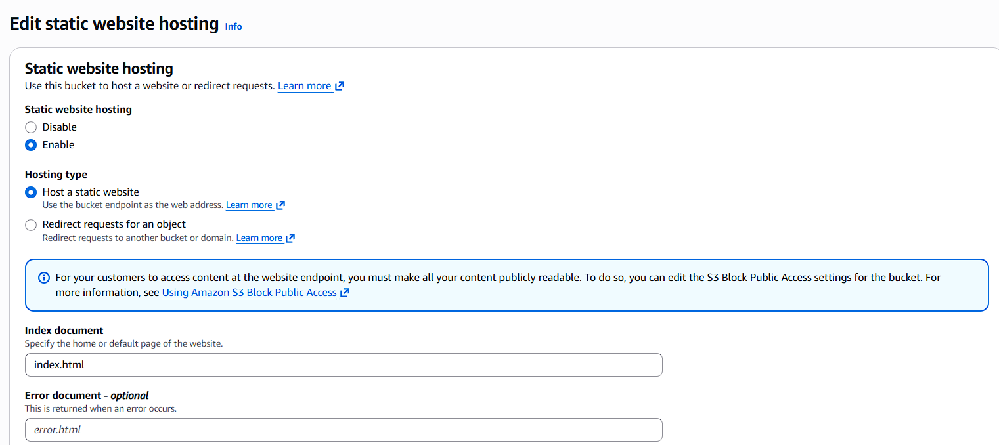 Edit static website hosting Info
Static website hosting
Use this bucket to host a website or redirect requests. Learn more
Static website hosting
Disable
Enable
Hosting type
Host a static website
Use the bucket endpoint as the web address. Learn more
Redirect requests for an object
Redirect requests to another bucket or domain. Learn more
For your customers to access content at the website endpoint, you must make all your content publicly readable. To do so, you can edit the S3 Block Public Access settings for the bucket. For
more information, see Using Amazon S3 Block Public Access
Index document
Specify the home or default page of the website.
index.html
Error document - optional
This is returned when an error occurs.
error.html